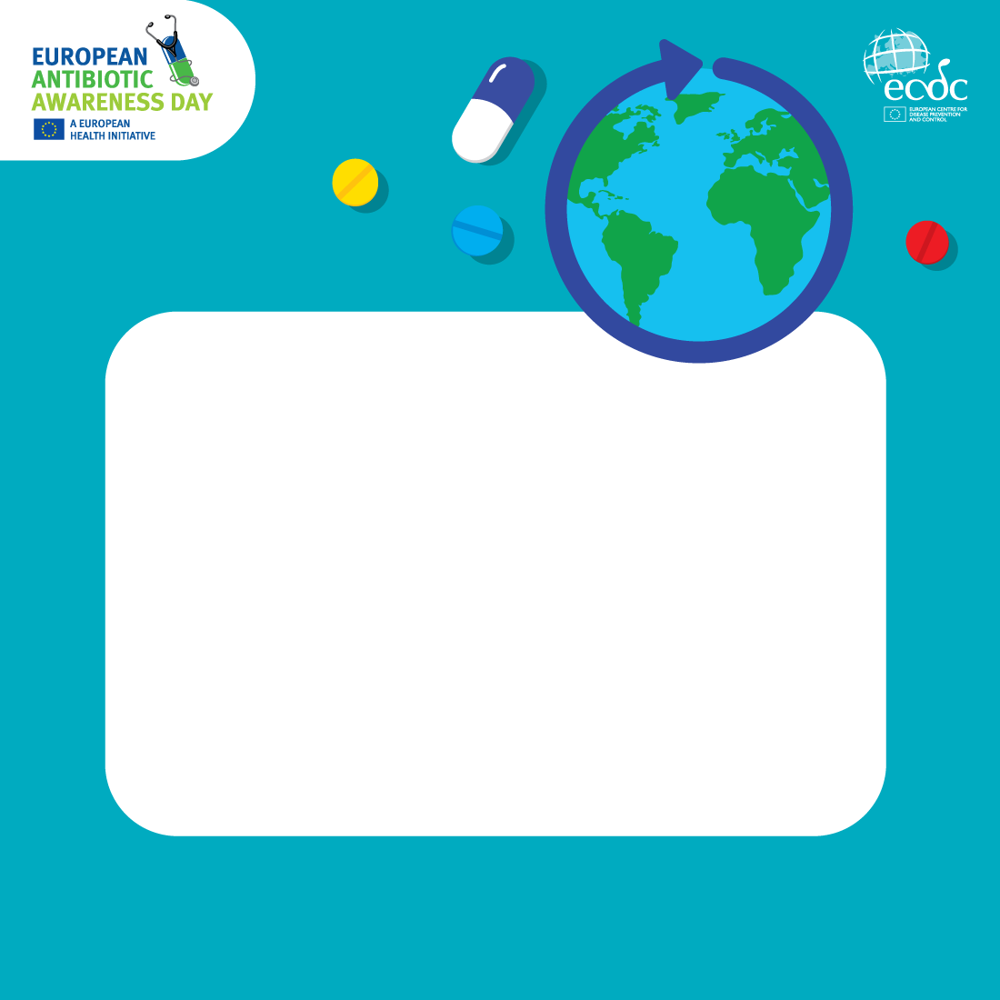 EUROPEAN
ANTIBIOTIC
AWARENESS DAY
A EUROPEAN
HEALTH INITIATIVE
ecdc
EUROPEAN CENTRE FOR
DISEASE PREVENTION
AND CONTROL